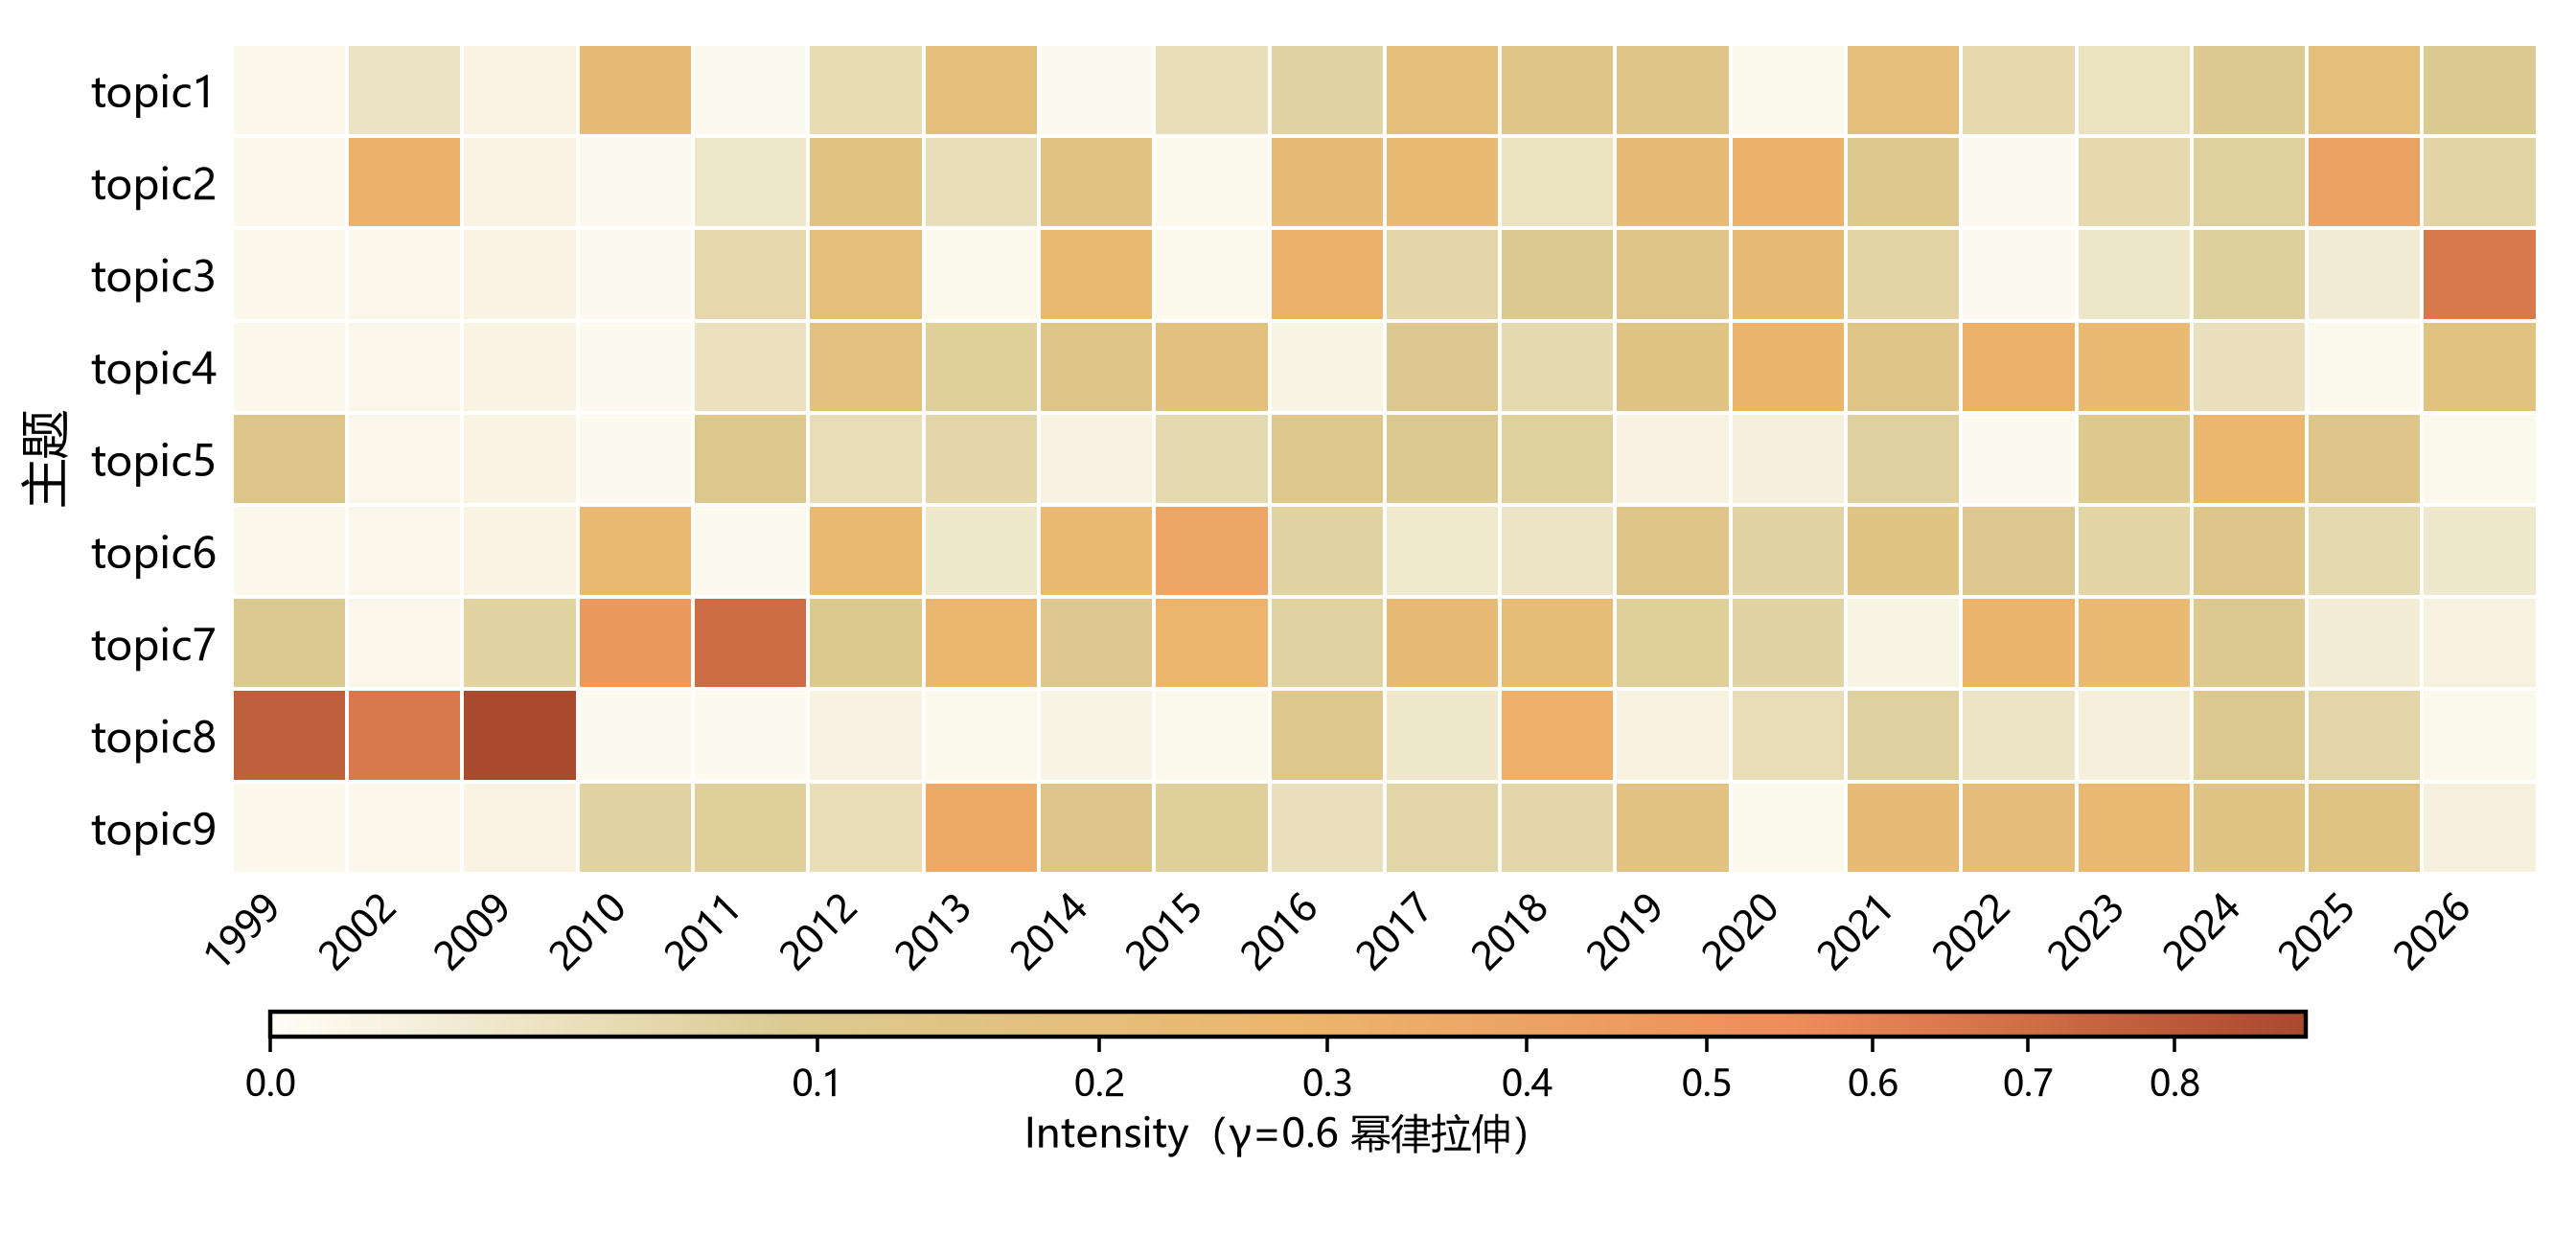 topic1
topic2
topic3
topic4
topic5
topic6
topic7
topic8
topic9
主题
1999 2002 2009 2010 2011 2012 2013 2014 2015 2016 2017 2018 2019 2020 2021 2022 2023 2024 2025 2026
0.0 0.1 0.2 0.3 0.4 0.5 0.6 0.7 0.8
Intensity（γ=0.6 幂律拉伸）